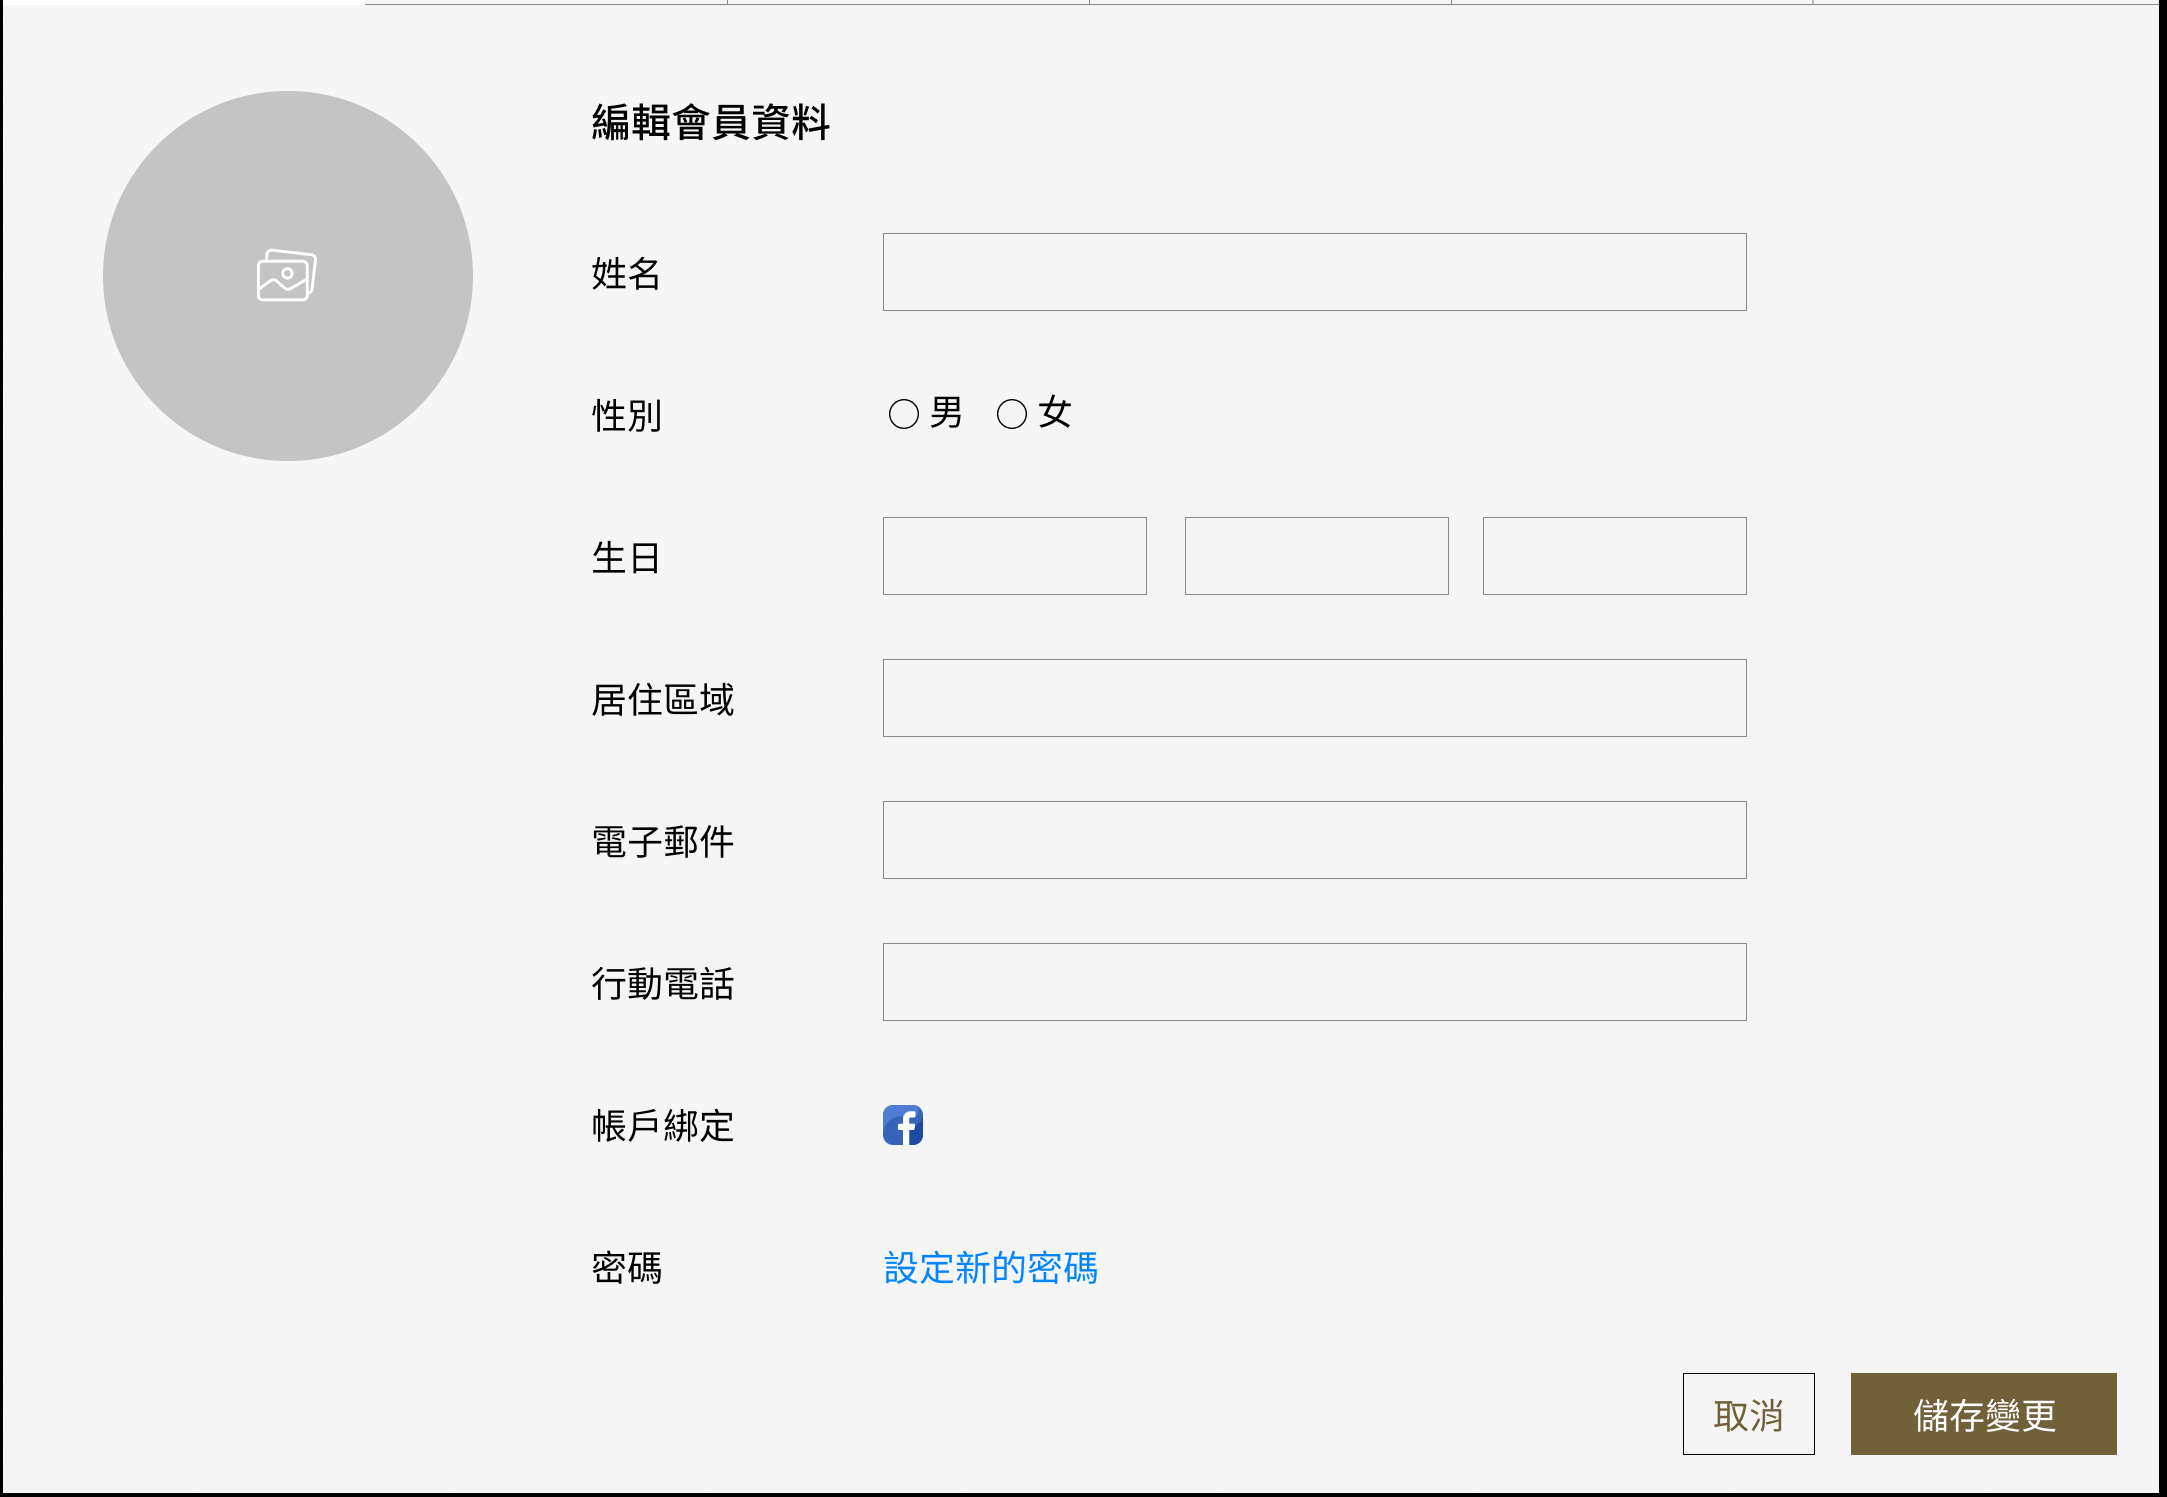 編輯會員資料
姓名
性別 男 女
生日
居住區域
電子郵件
行動電話
帳戶綁定
密碼 設定新的密碼
取消 儲存變更